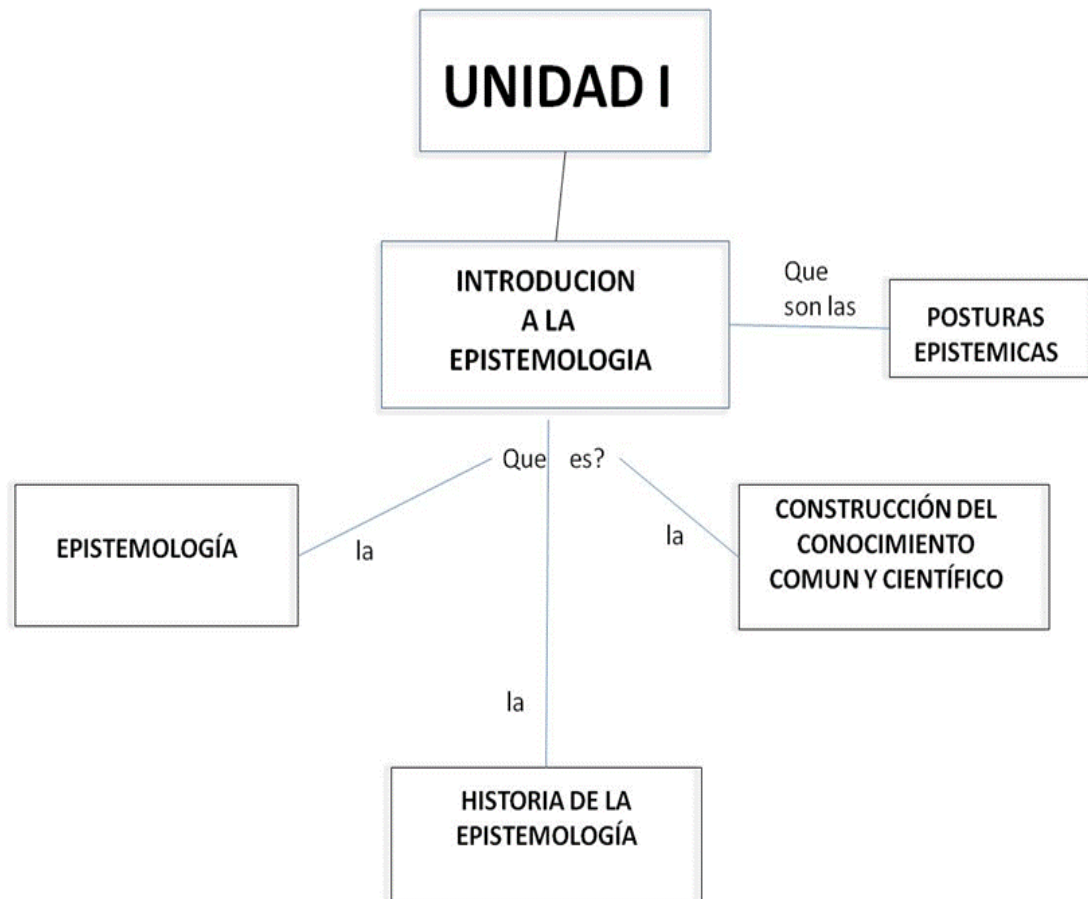 UNIDAD I
INTRODUCION
A LA
EPISTEMOLOGIA
Que
son las
POSTURAS
EPISTEMICAS
Que es?
EPISTEMOLOGÍA
la
la
CONSTRUCCIÓN DEL
CONOCIMIENTO
COMUN Y CIENTÍFICO
la
HISTORIA DE LA
EPISTEMOLOGÍA